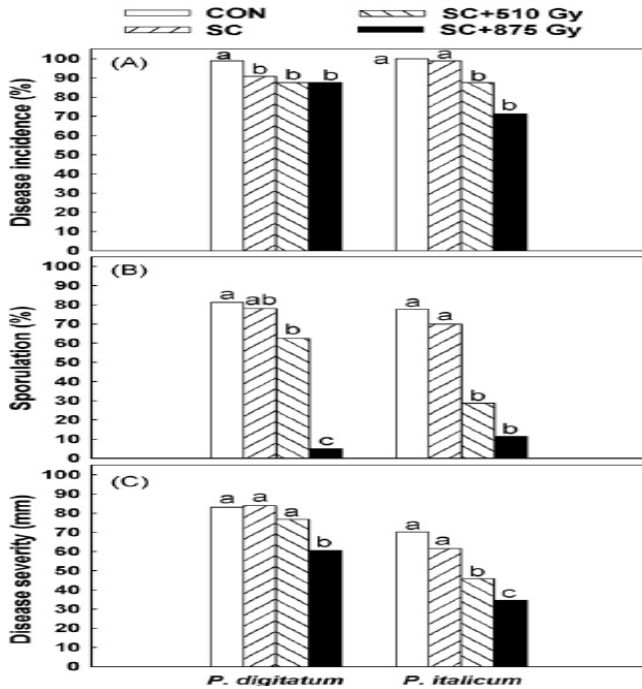 CON SC+510 Gy
SC SC+875 Gy
(A)
Disease incidence (%)
100
90
80
70
60
50
40
30
20
10
0
a b b b a a b b
(B)
Sporulation (%)
100
90
80
70
60
50
40
30
20
10
0
a ab b c a a b b
(C)
Disease severity (mm)
100
90
80
70
60
50
40
30
20
10
0
a a a b a a b c
P. digitatum P. italicum